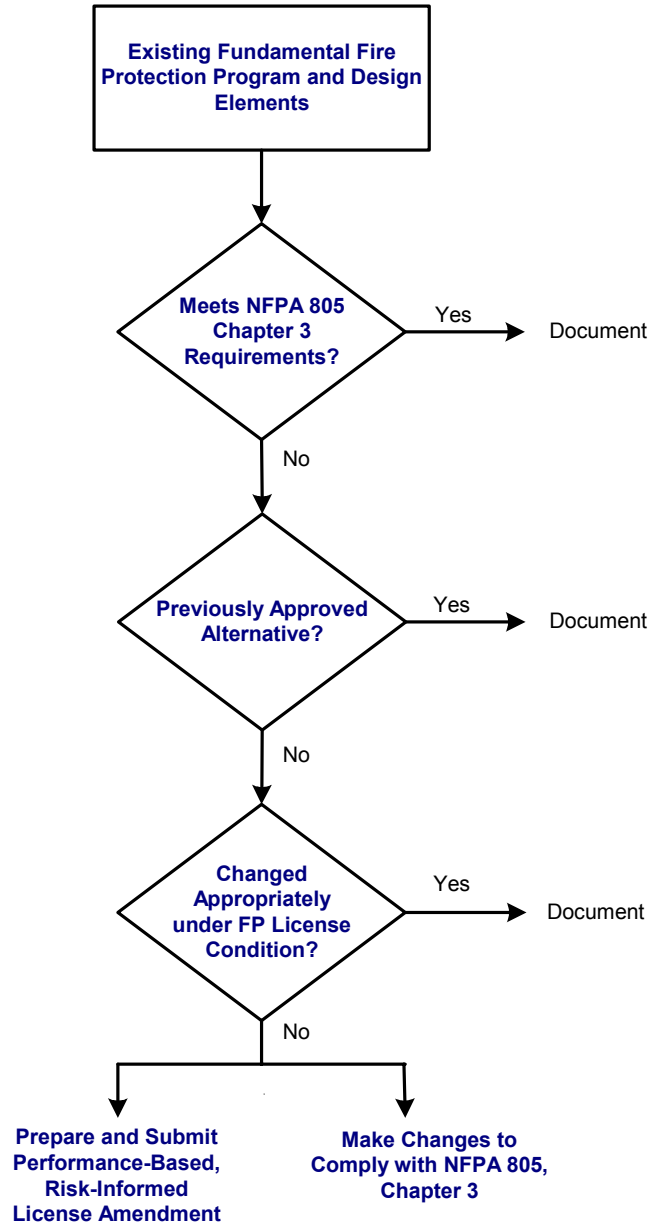 Existing Fundamental Fire
Protection Program and Design
Elements
Meets NFPA 805
Chapter 3
Requirements?
Yes
Document
No
Previously Approved
Alternative?
Yes
Document
No
Changed
Appropriately
under FP License
Condition?
Yes
Document
No
Prepare and Submit
Performance-Based,
Risk-Informed
License Amendment
Make Changes to
Comply with NFPA 805,
Chapter 3